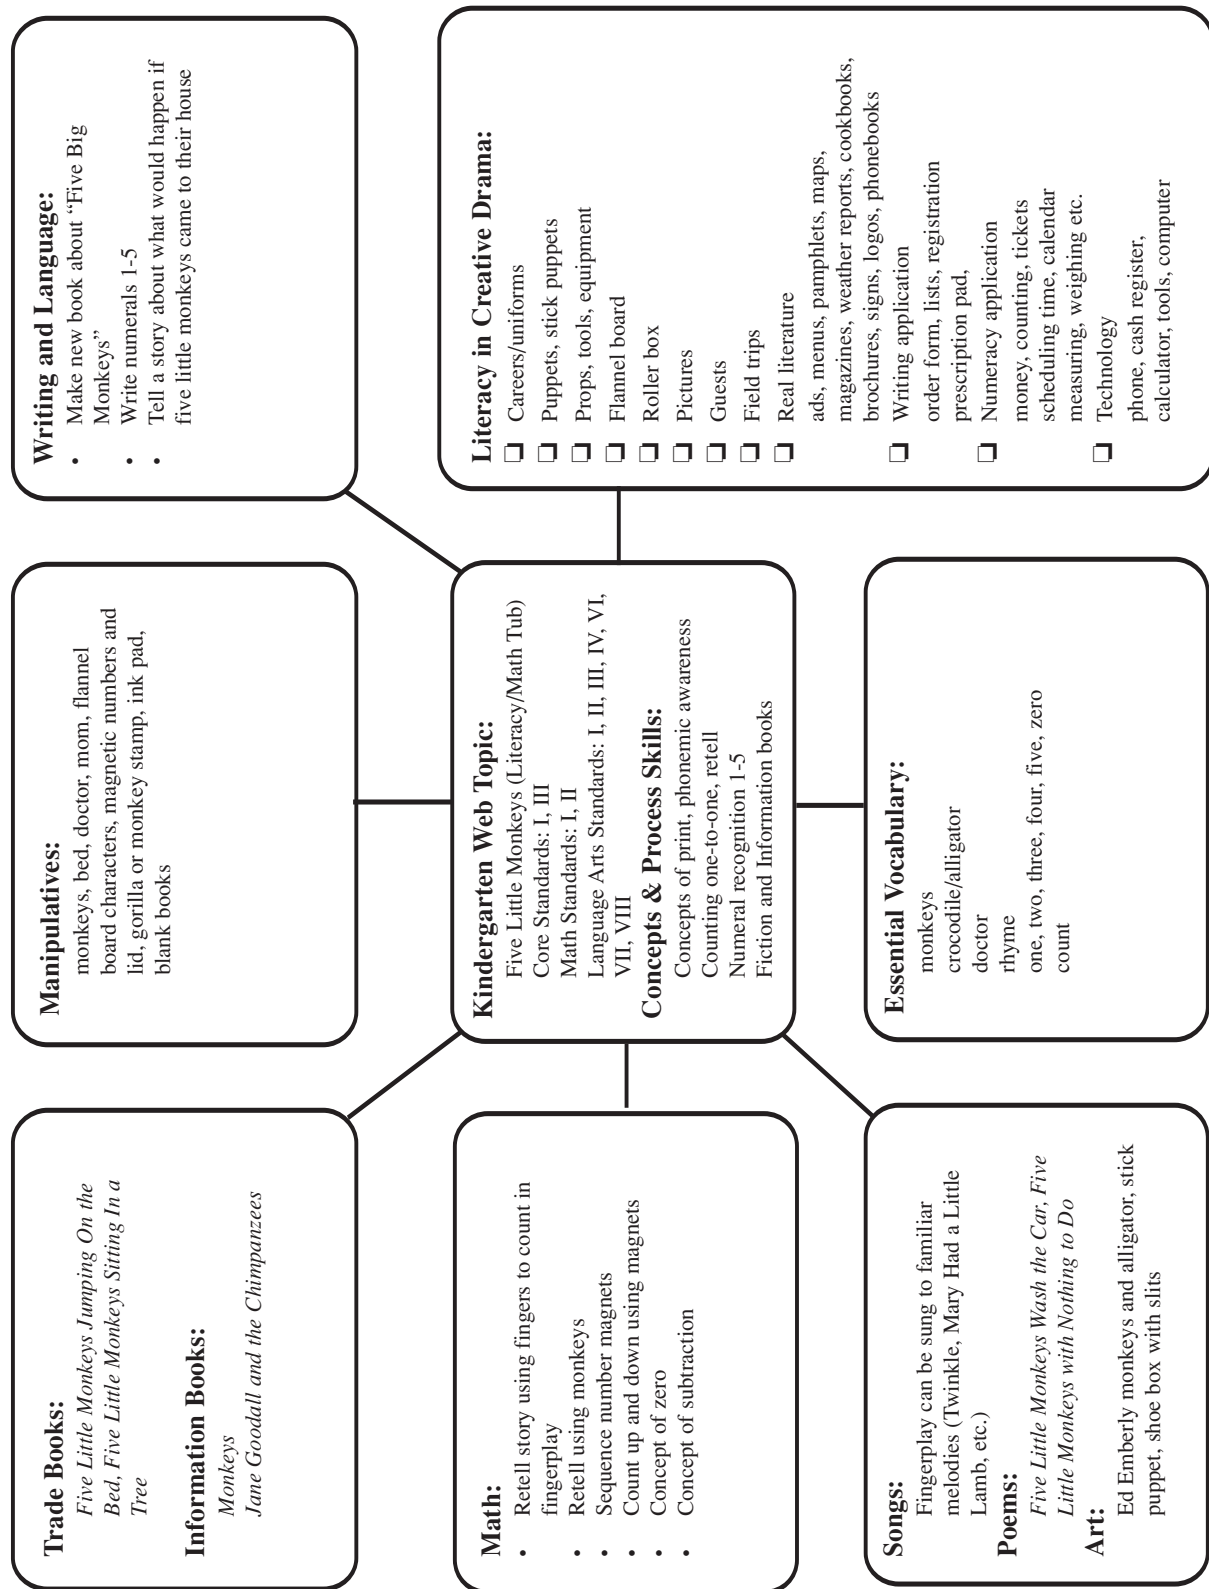 Trade Books:
Five Little Monkeys Jumping On the
Bed, Five Little Monkeys Sitting In a
Tree
Information Books:
Monkeys
Jane Goodall and the Chimpanzees
Manipulatives:
monkeys, bed, doctor, mom, flannel
board characters, magnetic numbers and
lid, gorilla or monkey stamp, ink pad,
blank books
Writing and Language:
• Make new book about “Five Big
Monkeys”
• Write numerals 1-5
• Tell a story about what would happen if
five little monkeys came to their house
Math:
• Retell story using fingers to count in
fingerplay
• Retell using monkeys
• Sequence number magnets
• Count up and down using magnets
• Concept of zero
• Concept of subtraction
Kindergarten Web Topic:
Five Little Monkeys (Literacy/Math Tub)
Core Standards: I, III
Math Standards: I, II
Language Arts Standards: I, II, III, IV, VI,
VII, VIII
Concepts & Process Skills:
Concepts of print, phonemic awareness
Counting one-to-one, retell
Numeral recognition 1-5
Fiction and Information books
Literacy in Creative Drama:
❏ Careers/uniforms
❏ Puppets, stick puppets
❏ Props, tools, equipment
❏ Flannel board
❏ Roller box
❏ Pictures
❏ Guests
❏ Field trips
❏ Real literature
ads, menus, pamphlets, maps,
magazines, weather reports, cookbooks,
brochures, signs, logos, phonebooks
❏ Writing application
order form, lists, registration
prescription pad,
❏ Numeracy application
money, counting, tickets
scheduling time, calendar
measuring, weighing etc.
❏ Technology
phone, cash register,
calculator, tools, computer
Songs:
Fingerplay can be sung to familiar
melodies (Twinkle, Mary Had a Little
Lamb, etc.)
Poems:
Five Little Monkeys Wash the Car, Five
Little Monkeys with Nothing to Do
Art:
Ed Emberly monkeys and alligator, stick
puppet, shoe box with slits
Essential Vocabulary:
monkeys
crocodile/alligator
doctor
rhyme
one, two, three, four, five, zero
count